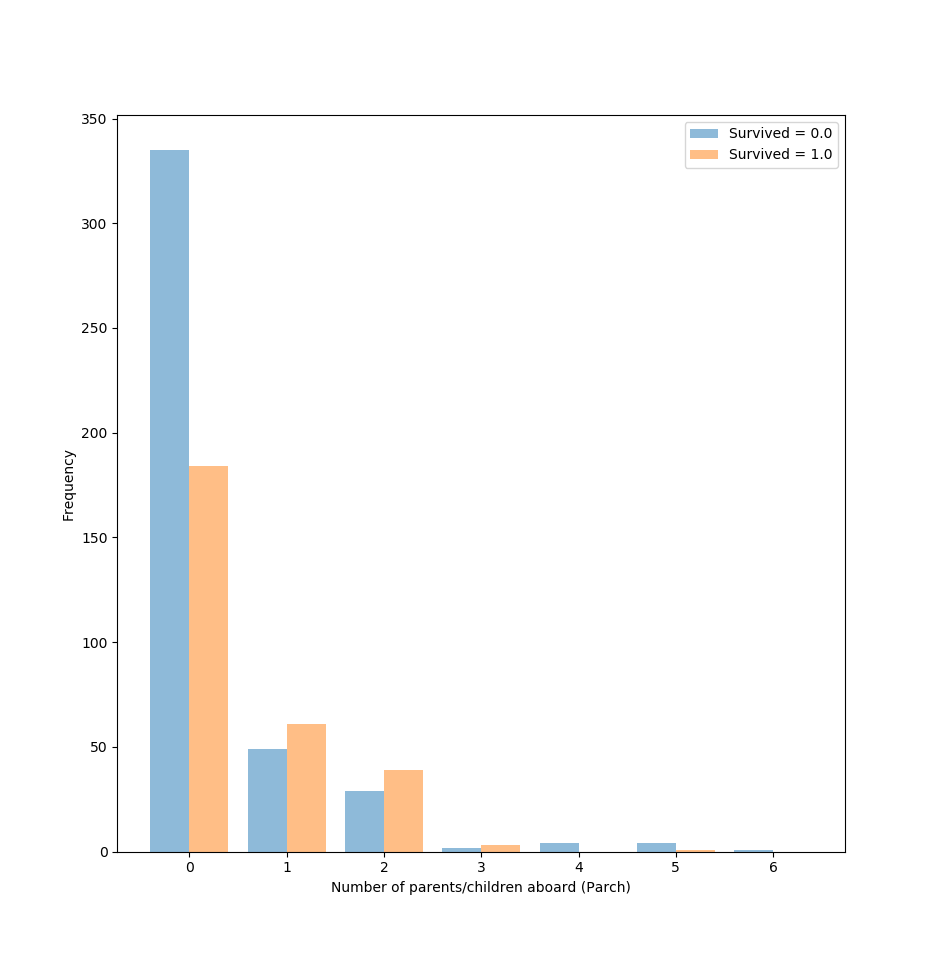 350
300
250
200
150
100
50
0
Frequency
Survived = 0.0
Survived = 1.0
0 1 2 3 4 5 6
Number of parents/children aboard (Parch)